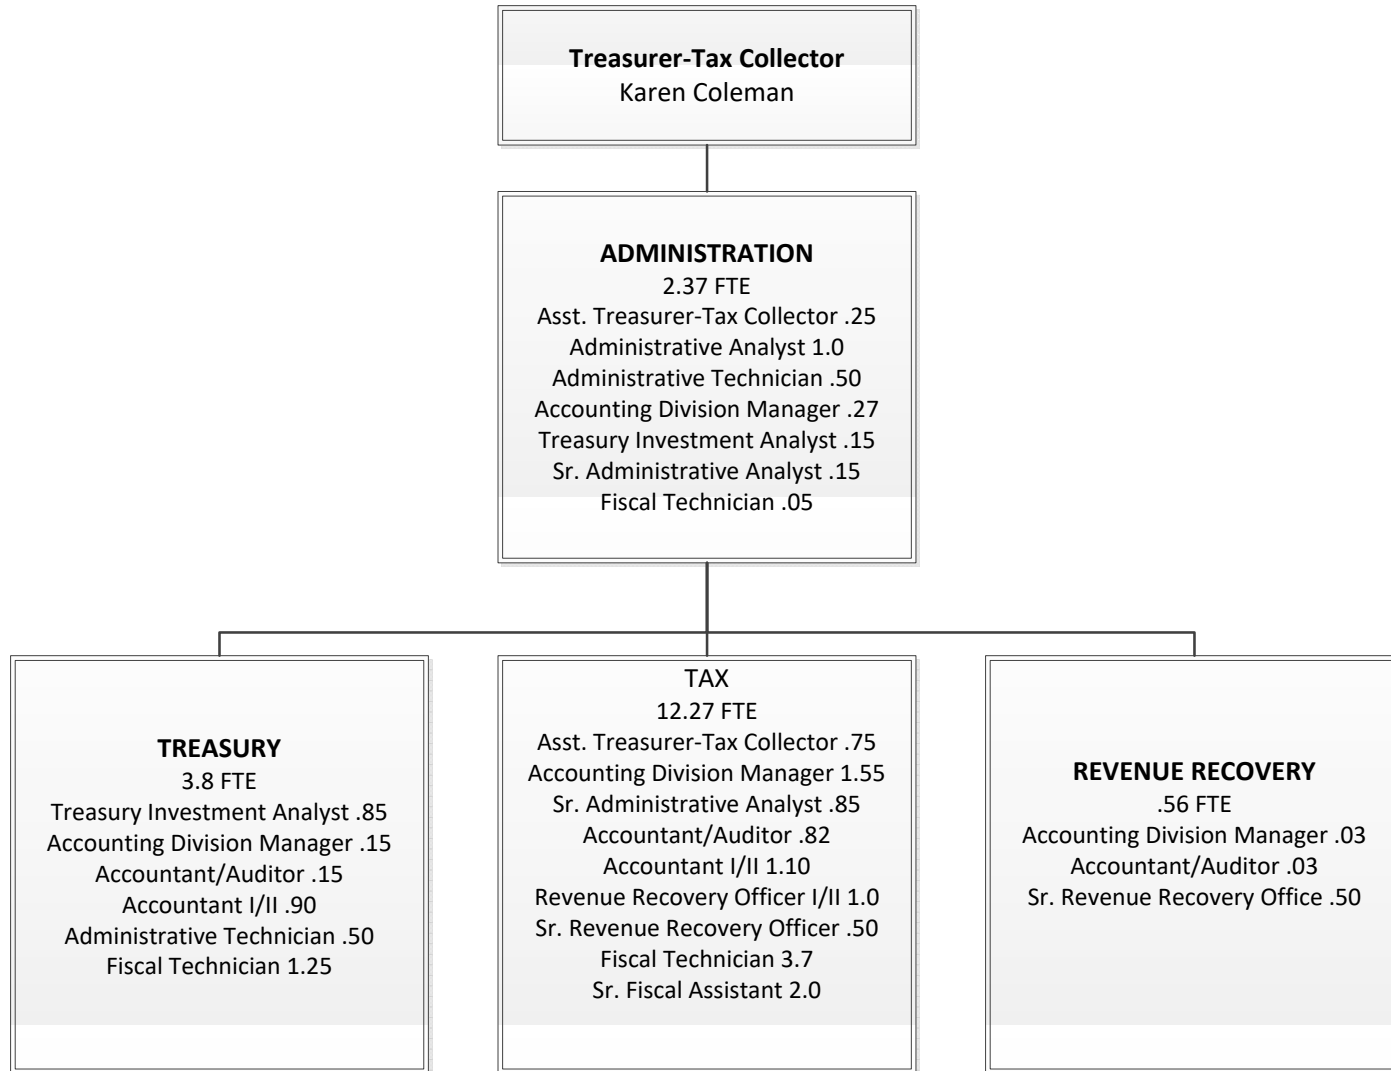 Treasurer-Tax Collector
Karen Coleman
ADMINISTRATION
2.37 FTE
Asst. Treasurer-Tax Collector .25
Administrative Analyst 1.0
Administrative Technician .50
Accounting Division Manager .27
Treasury Investment Analyst .15
Sr. Administrative Analyst .15
Fiscal Technician .05
TREASURY
3.8 FTE
Treasury Investment Analyst .85
Accounting Division Manager .15
Accountant/Auditor .15
Accountant I/II .90
Administrative Technician .50
Fiscal Technician 1.25
TAX
12.27 FTE
Asst. Treasurer-Tax Collector .75
Accounting Division Manager 1.55
Sr. Administrative Analyst .85
Accountant/Auditor .82
Accountant I/II 1.10
Revenue Recovery Officer I/II 1.0
Sr. Revenue Recovery Officer .50
Fiscal Technician 3.7
Sr. Fiscal Assistant 2.0
REVENUE RECOVERY
.56 FTE
Accounting Division Manager .03
Accountant/Auditor .03
Sr. Revenue Recovery Office .50